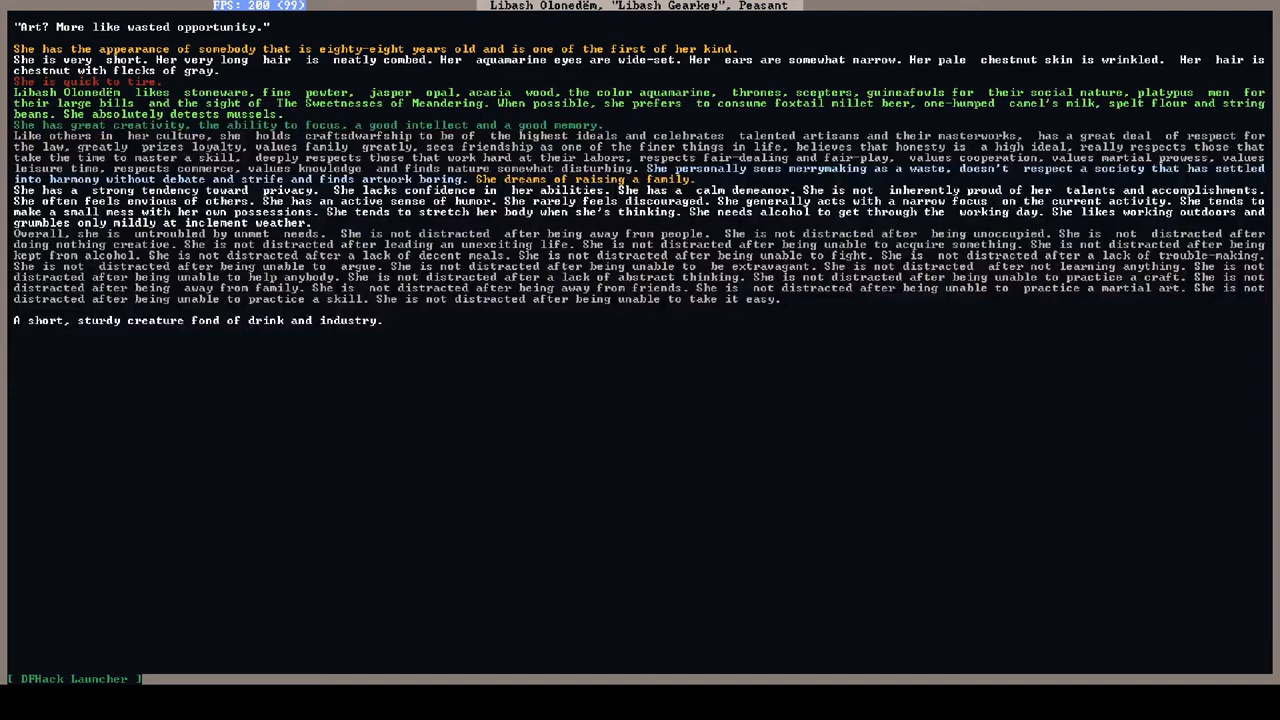 FPS: 200 (99)
Libash Olonedëm, "Libash Gearkey", Peasant
"Art? More like wasted opportunity."
She has the appearance of somebody that is eighty-eight years old and is one of the first of her kind.
She is very short. Her very long hair is neatly combed. Her aquamarine eyes are wide-set. Her ears are somewhat narrow. Her pale chestnut skin is wrinkled. Her hair is
chestnut with flecks of gray.
She is quick to tire.
Libash Olonedëm likes stoneware, fine pewter, jasper opal, acacia wood, the color aquamarine, thrones, scepters, guineafowls for their social nature, platypus men for
their large bills and the sight of The Sweetnesses of Meandering. When possible, she prefers to consume foxtail millet beer, one-humped camel's milk, spelt flour and string
beans. She absolutely detests mussels.
She has great creativity, the ability to focus, a good intellect and a good memory.
Like others in her culture, she holds craftsdwarfship to be of the highest ideals and celebrates talented artisans and their masterworks, has a great deal of respect for
the law, greatly prizes loyalty, values family greatly, sees friendship as one of the finer things in life, believes that honesty is a high ideal, really respects those that
take the time to master a skill, deeply respects those that work hard at their labors, respects fair-dealing and fair-play, values cooperation, values martial prowess, values
leisure time, respects commerce, values knowledge and finds nature somewhat disturbing. She personally sees merrymaking as a waste, doesn't respect a society that has settled
into harmony without debate and strife and finds artwork boring. She dreams of raising a family.
She has a strong tendency toward privacy. She lacks confidence in her abilities. She has a calm demeanor. She is not inherently proud of her talents and accomplishments.
She often feels envious of others. She has an active sense of humor. She rarely feels discouraged. She generally acts with a narrow focus on the current activity. She tends to
make a small mess with her own possessions. She tends to stretch her body when she's thinking. She needs alcohol to get through the working day. She likes working outdoors and
grumbles only mildly at inclement weather.
Overall, she is untroubled by unmet needs. She is not distracted after being away from people. She is not distracted after being unoccupied. She is not distracted after
doing nothing creative. She is not distracted after leading an unexciting life. She is not distracted after being unable to acquire something. She is not distracted after being
kept from alcohol. She is not distracted after a lack of decent meals. She is not distracted after being unable to fight. She is not distracted after a lack of trouble-making.
She is not distracted after being unable to argue. She is not distracted after being unable to be extravagant. She is not distracted after not learning anything. She is not
distracted after being unable to help anybody. She is not distracted after a lack of abstract thinking. She is not distracted after being unable to practice a craft. She is not
distracted after being away from family. She is not distracted after being away from friends. She is not distracted after being unable to practice a martial art. She is not
distracted after being unable to practice a skill. She is not distracted after being unable to take it easy.
A short, sturdy creature fond of drink and industry.
[ DFHack Launcher ]